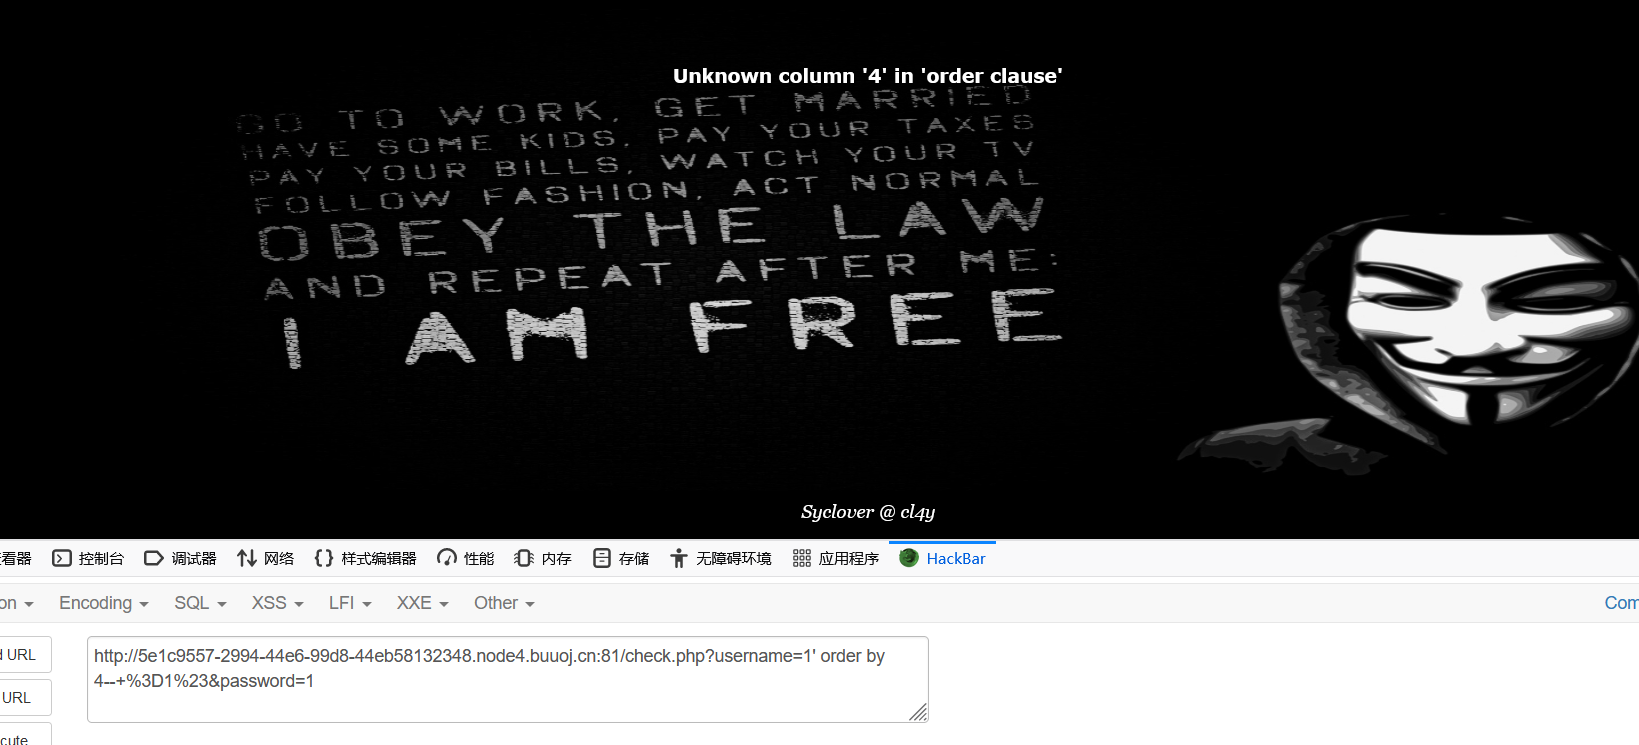 Unknown column '4' in 'order clause'
GO TO WORK, GET MARRIED
HAVE SOME KIDS, PAY YOUR TAXES
PAY YOUR BILLS, WATCH YOUR TV
FOLLOW FASHION, ACT NORMAL
OBEY THE LAW
AND REPEAT AFTER ME:
I AM FREE
Syclover @ cl4y
看器 控制台 调试器 网络 样式编辑器 性能 内存 存储 无障碍环境 应用程序 HackBar
on Encoding SQL XSS LFI XXE Other Com
d URL
http://5e1c9557-2994-44e6-99d8-44eb58132348.node4.buuoj.cn:81/check.php?username=1' order by
4--+%3D1%23&password=1
URL
cute